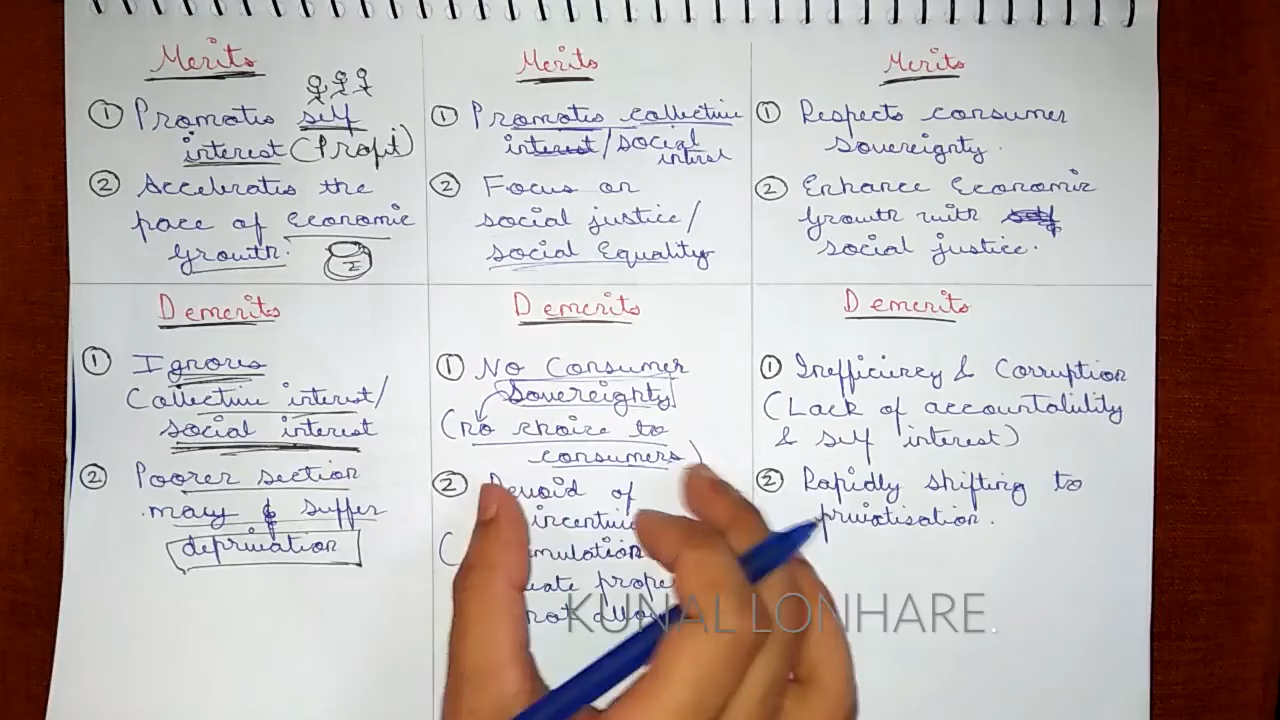 Merits
① Promotes self
interest (Profit)
② Accelerates the
pace of Economic
Growth.
Demerits
① Ignores
Collective interest/
social interest
② Poorer section
may suffer
deprivation
Merits
① Promotes collective
interest/social
interest
② Focus on
social justice/
social Equality
Demerits
① No Consumer
Sovereignty
(no choice to
consumers)
② Devoid of
(
not
Merits
① Respects consumer
sovereignty.
② Enhance Economic
Growth with
social justice.
Demerits
① Inefficiency & Corruption
(Lack of accountability
& self interest)
② Rapidly shifting to
privatisation.
KUNAL LONHARE.